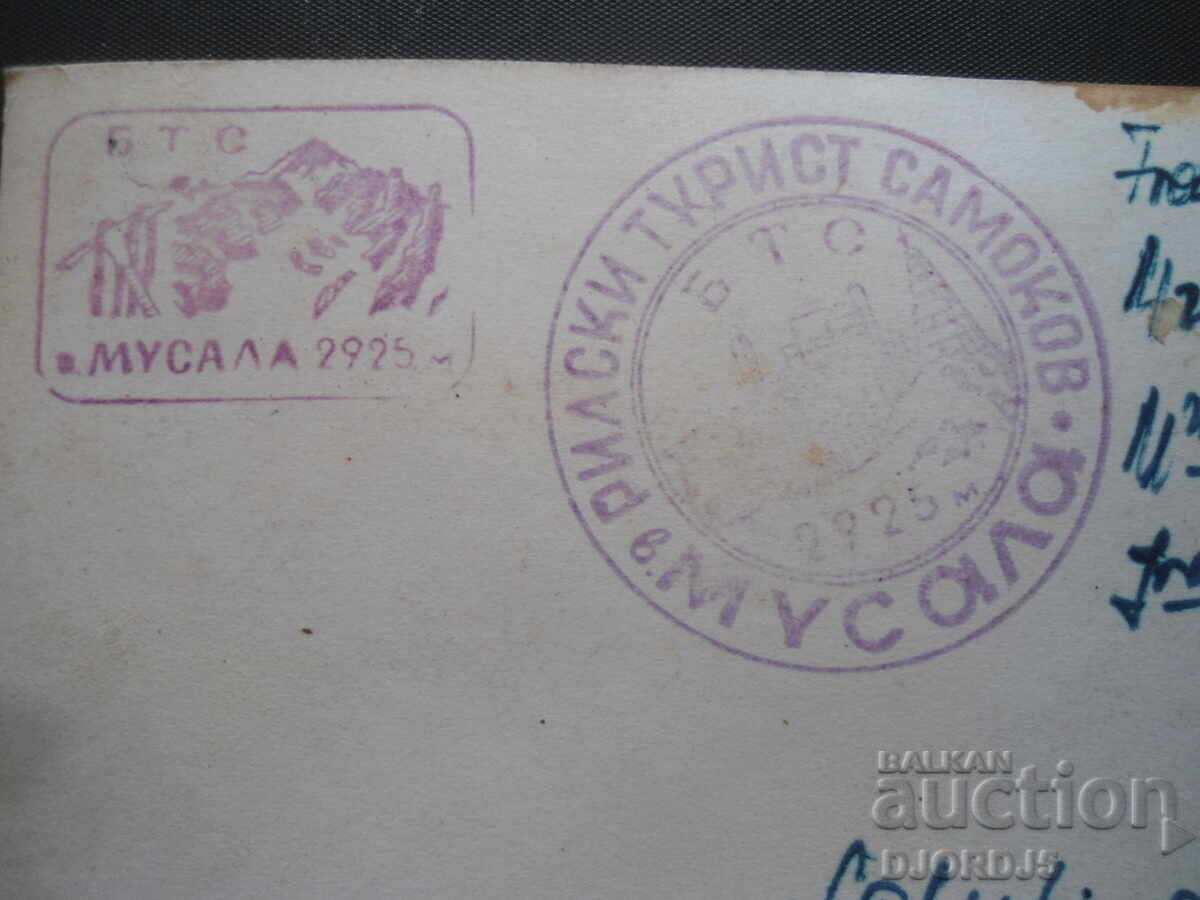 БТС
в. МУСАЛА 2925 м
РИЛСКИ ТУРИСТ САМОКОВ •
БТС
2925 м
в. МУСАЛА
BALKAN
auction
DJORDJ5